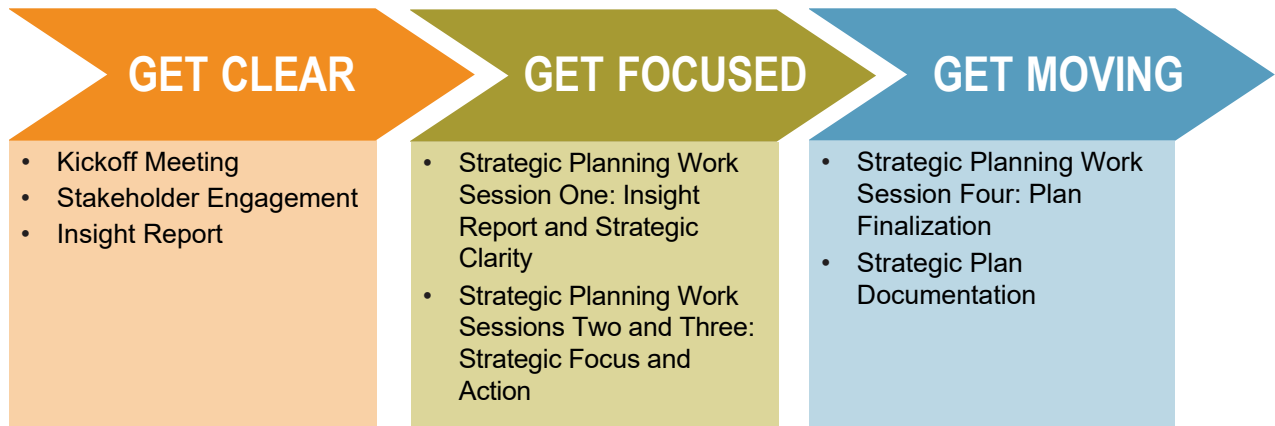 GET CLEAR
• Kickoff Meeting
• Stakeholder Engagement
• Insight Report
GET FOCUSED
• Strategic Planning Work
Session One: Insight
Report and Strategic
Clarity
• Strategic Planning Work
Sessions Two and Three:
Strategic Focus and
Action
GET MOVING
• Strategic Planning Work
Session Four: Plan
Finalization
• Strategic Plan
Documentation